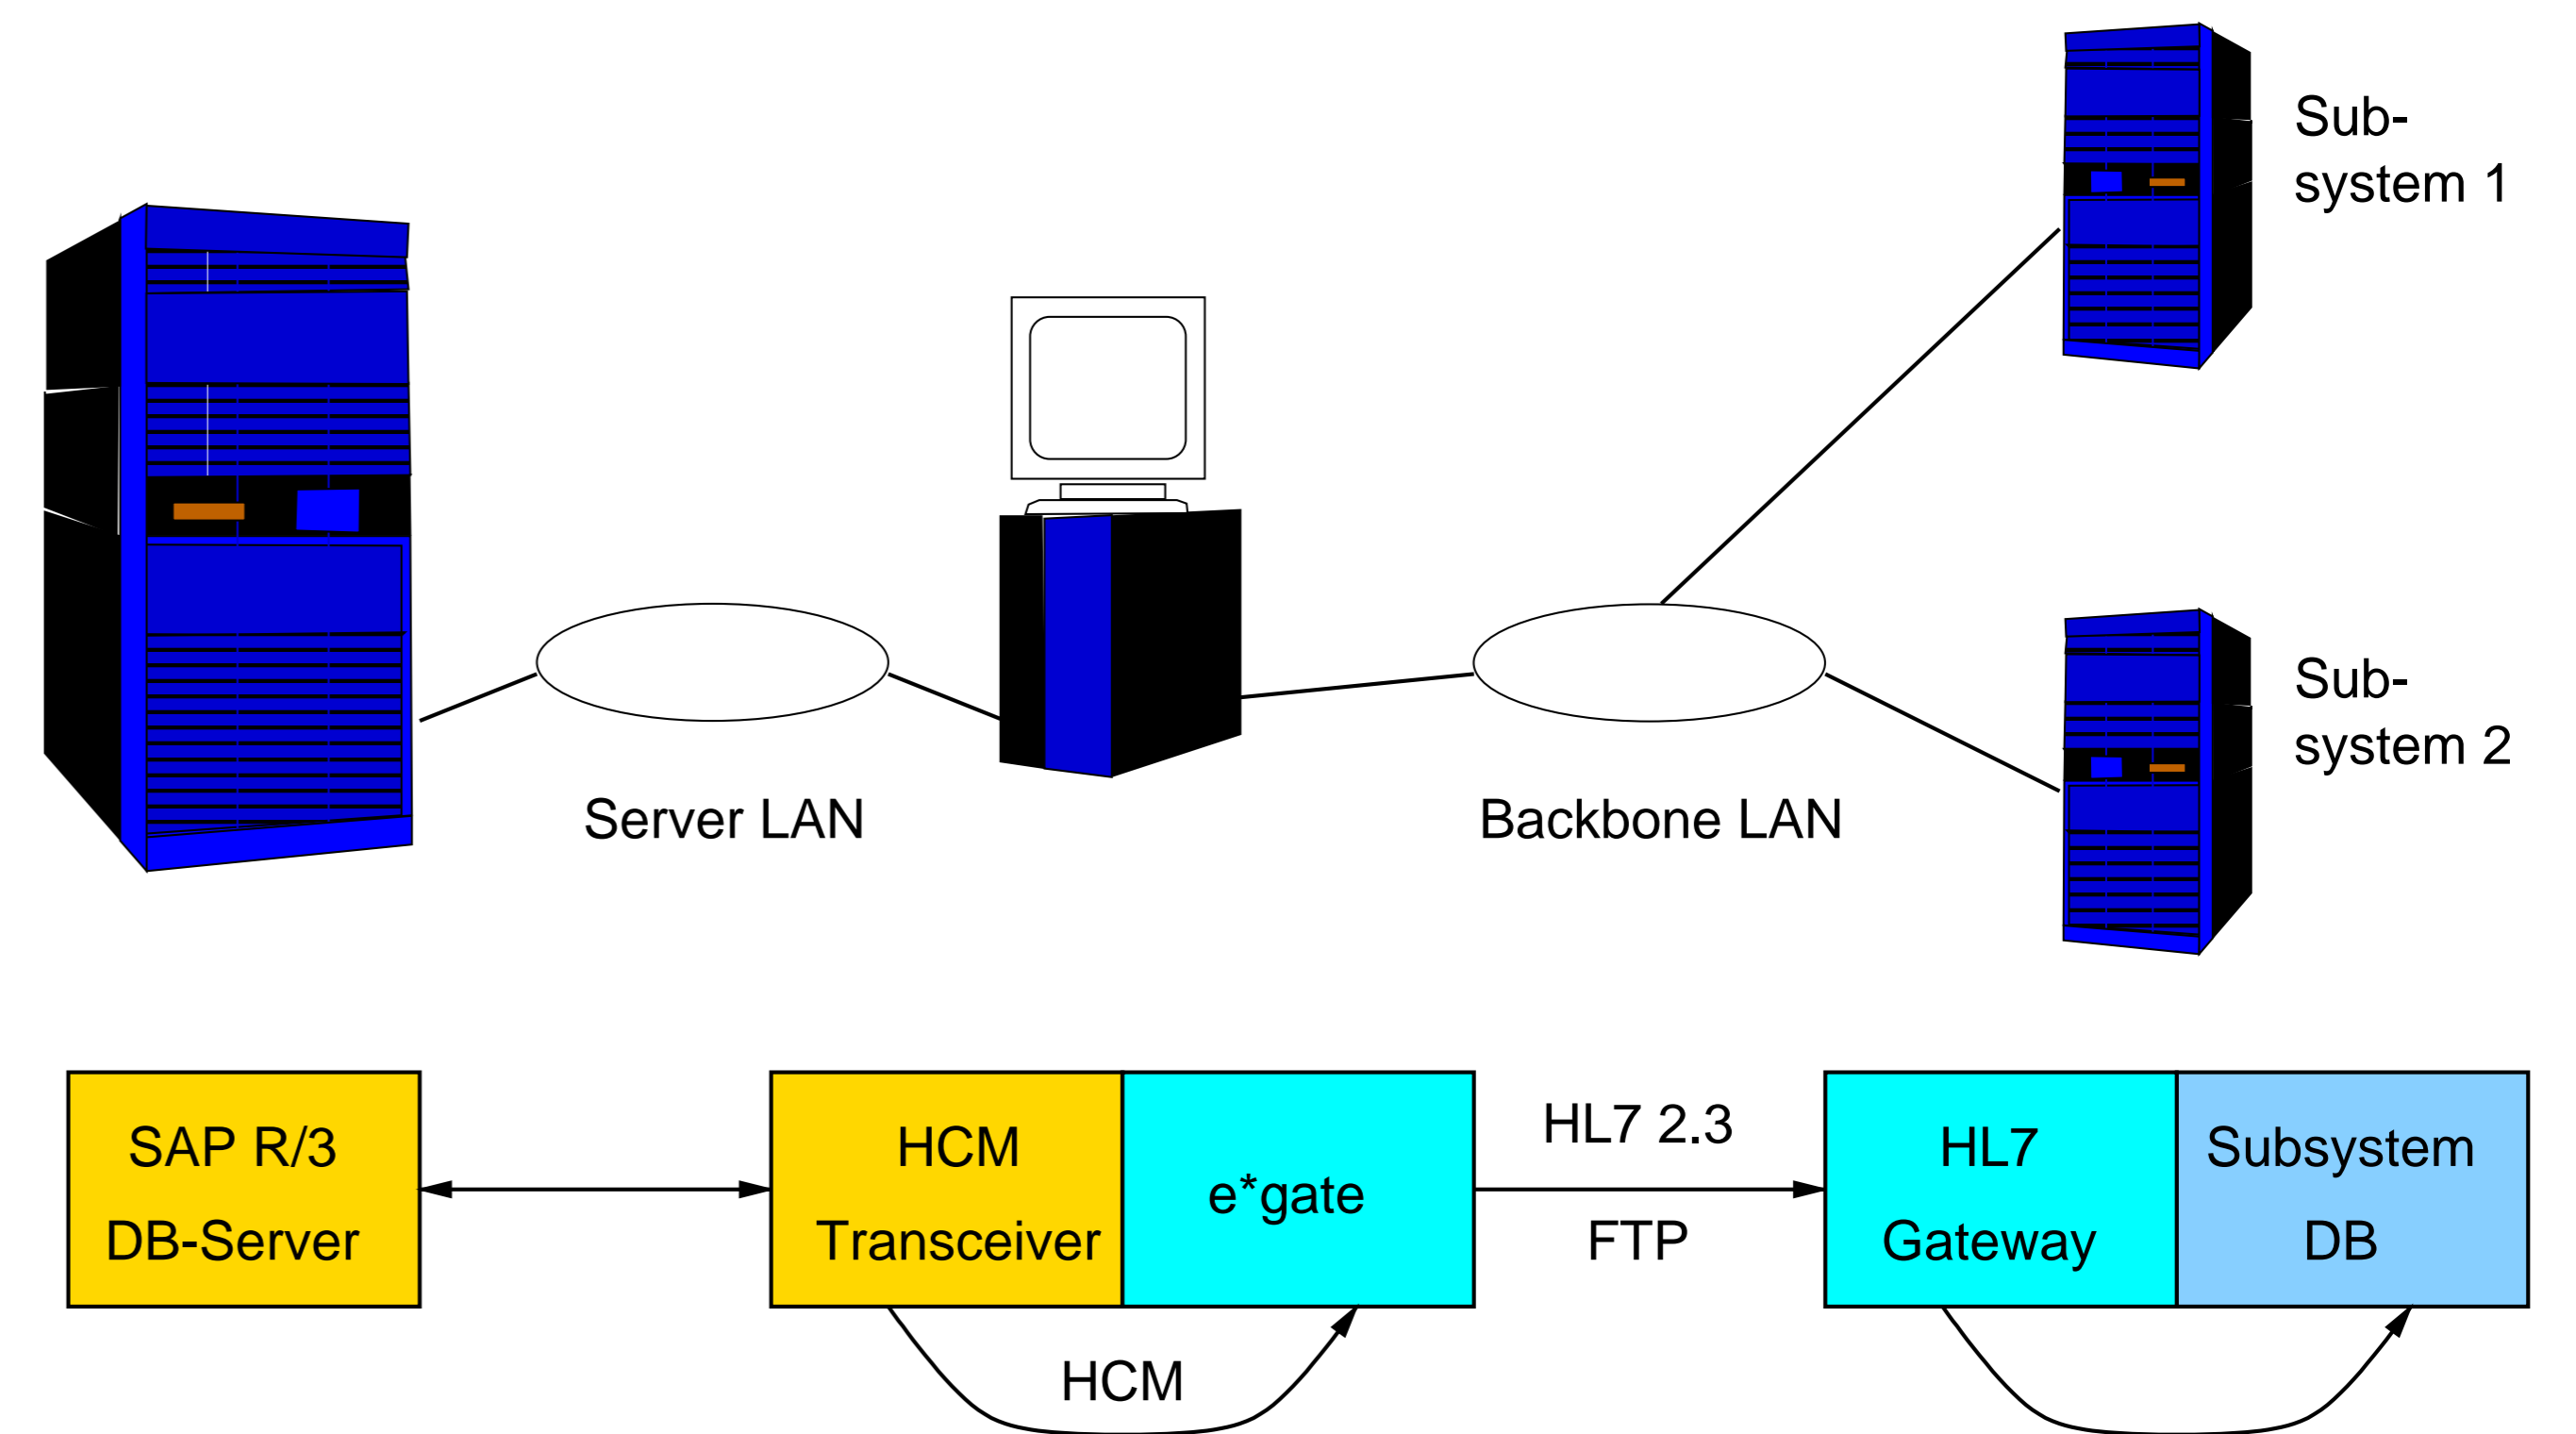 Sub-
system 1
Sub-
system 2
Server LAN
Backbone LAN
SAP R/3
DB-Server
HCM
Transceiver
e*gate
HL7 2.3
FTP
HL7
Gateway
Subsystem
DB
HCM